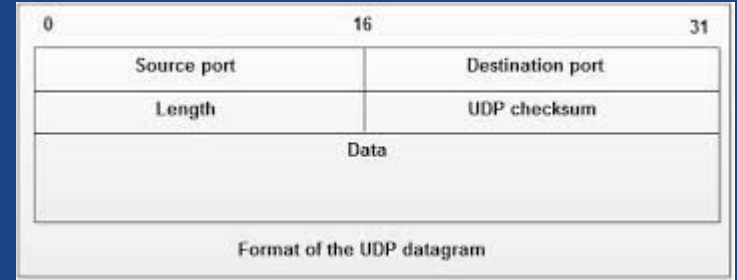 0 16 31
Source port Destination port
Length UDP checksum
Data
Format of the UDP datagram